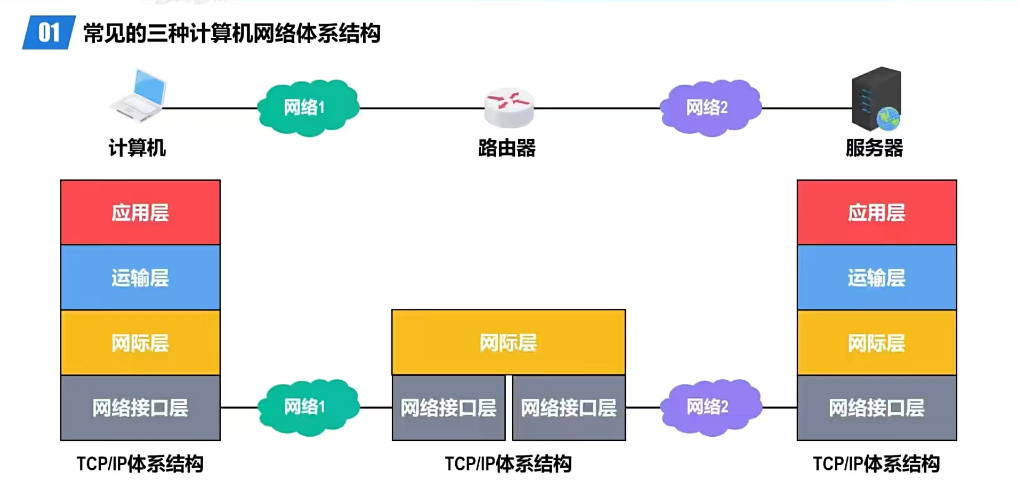 01 常见的三种计算机网络体系结构
网络1 网络2
计算机 路由器 服务器
应用层 应用层
运输层 运输层
网际层 网际层 网际层
网络接口层 网络1 网络接口层 网络接口层 网络2 网络接口层
TCP/IP体系结构 TCP/IP体系结构 TCP/IP体系结构